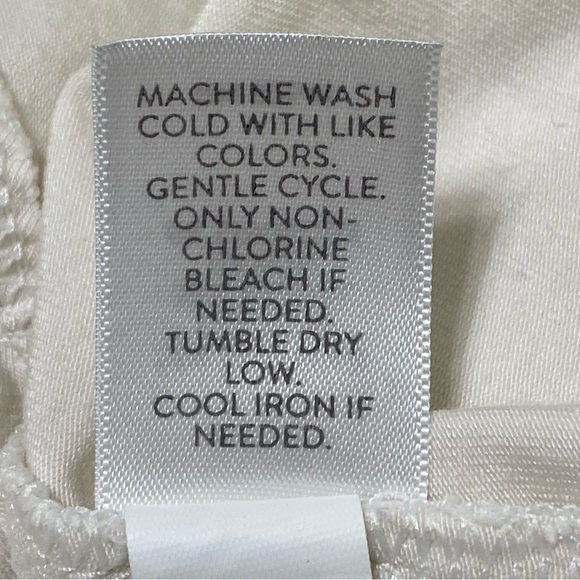 MACHINE WASH
COLD WITH LIKE
COLORS.
GENTLE CYCLE.
ONLY NON-
CHLORINE
BLEACH IF
NEEDED.
TUMBLE DRY
LOW.
COOL IRON IF
NEEDED.